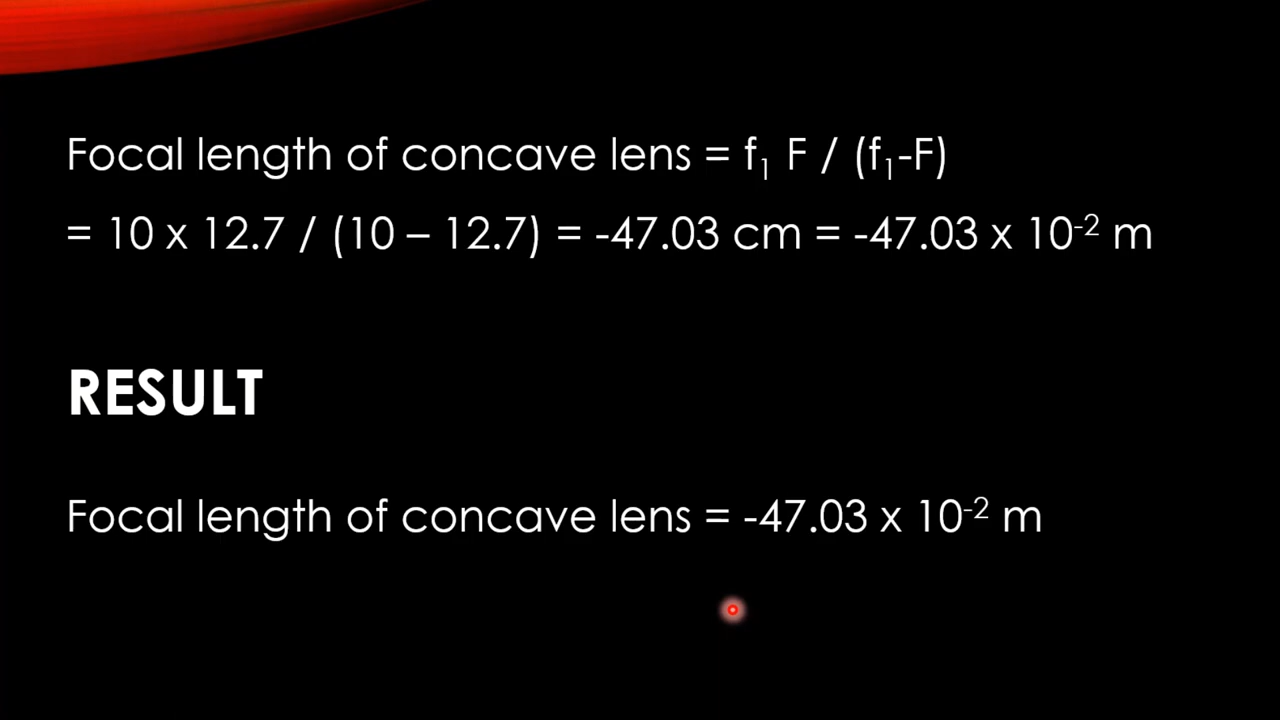 Focal length of concave lens = f₁ F / (f₁-F)
= 10 x 12.7 / (10 – 12.7) = -47.03 cm = -47.03 x 10⁻² m
RESULT
Focal length of concave lens = -47.03 x 10⁻² m